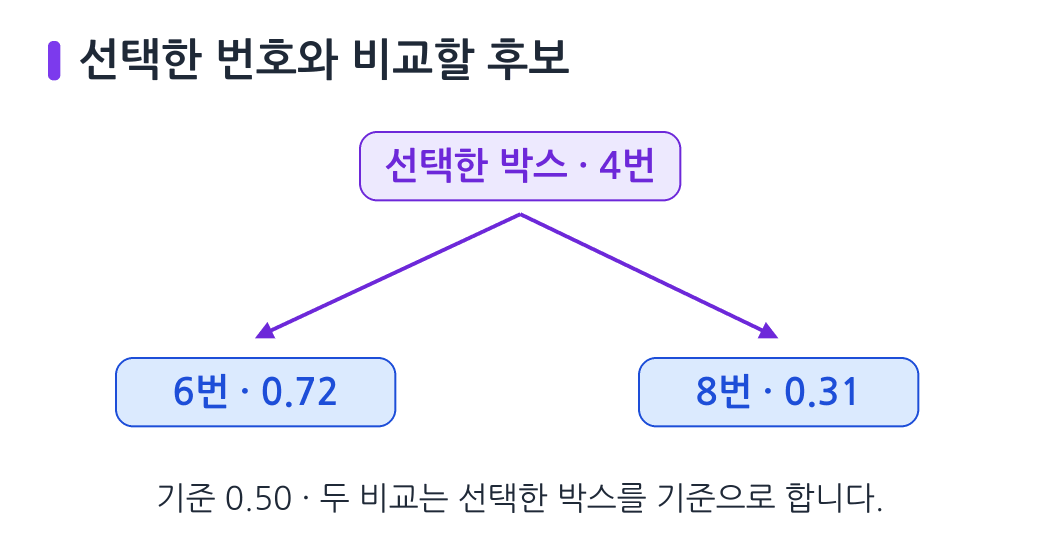 선택한 번호와 비교할 후보
선택한 박스 · 4번
6번 · 0.72
8번 · 0.31
기준 0.50 · 두 비교는 선택한 박스를 기준으로 합니다.